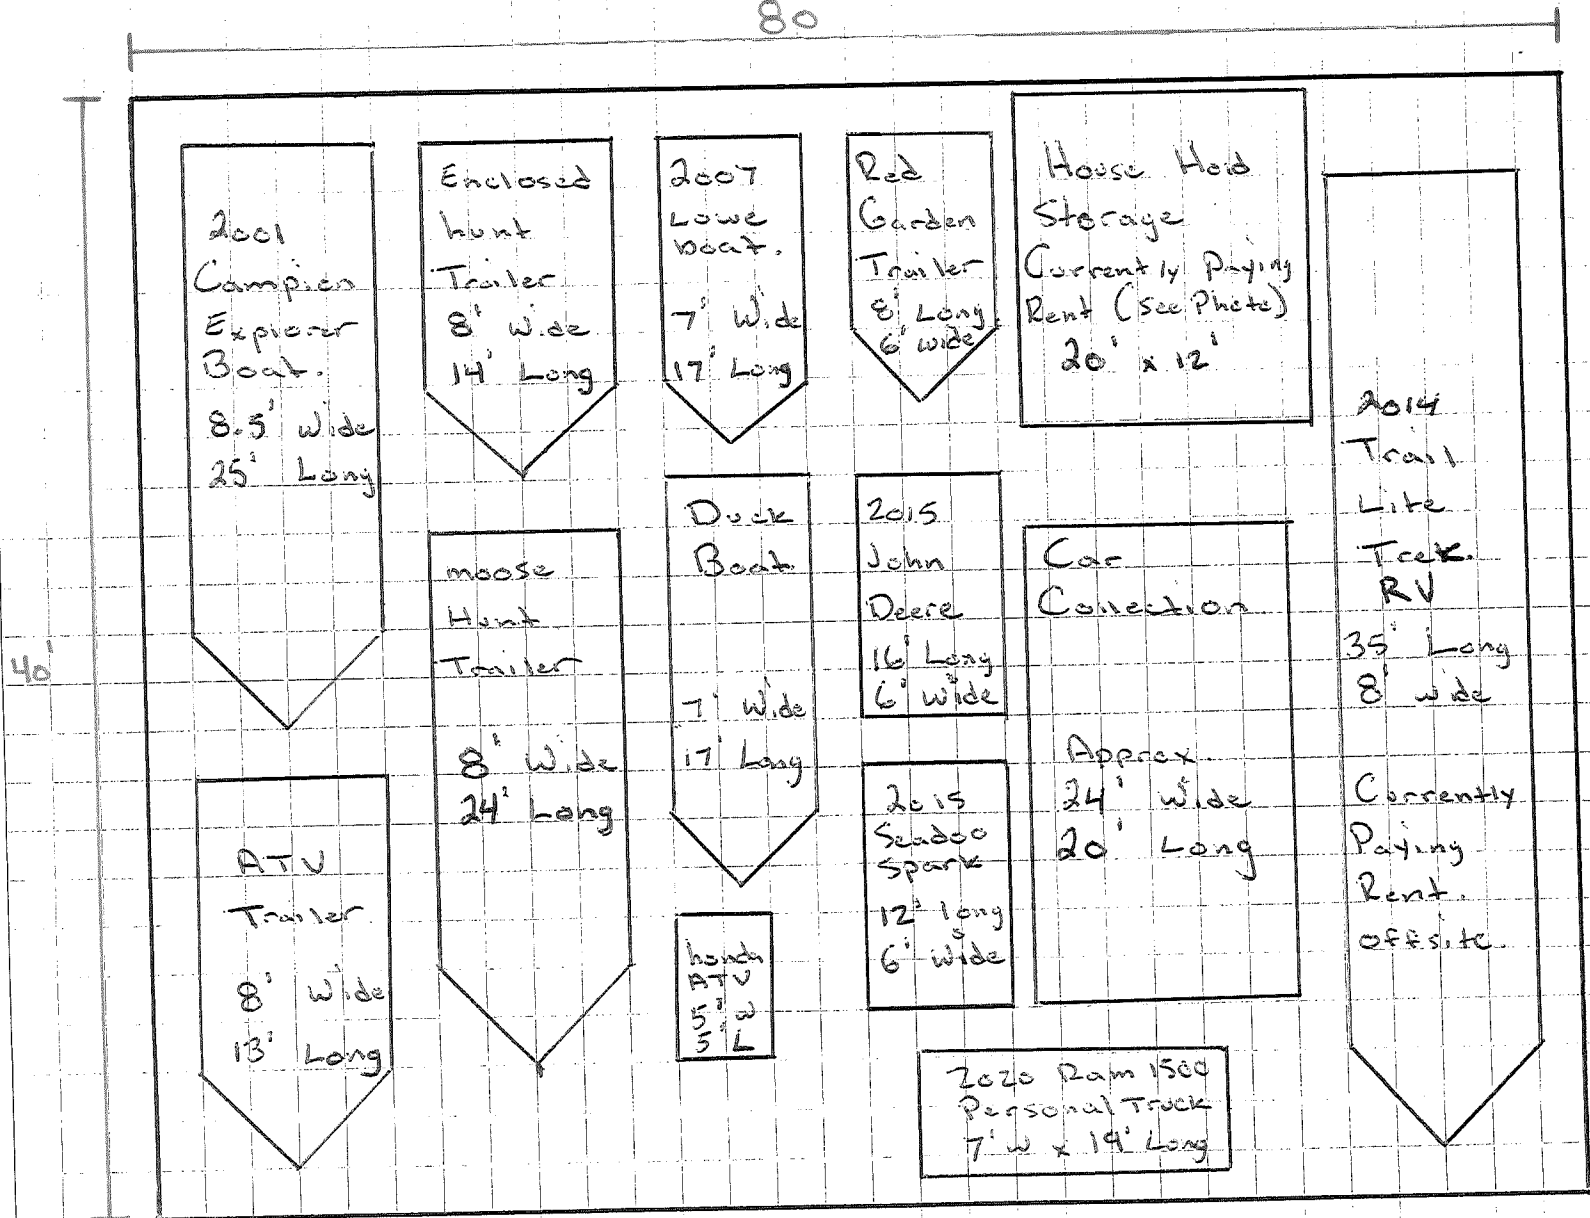 80
40'
2001
Campion
Explorer
Boat.
8.5' Wide
25' Long
Enclosed
hunt
Trailer
8' Wide
14' Long
2007
Lowe
boat.
7' Wide
17' Long
Red
Garden
Trailer
8' Long
6' wide
House Hold
Storage
Currently Paying
Rent (See Photo)
20' x 12'
2014
Trail
Lite
Trek.
RV
35' Long
8' wide
Currently
Paying
Rent.
offsite.
moose
Hunt
Trailer
8' Wide
24' Long
Duck
Boat
7' Wide
17' Long
2015
John
Deere
16' Long
6' Wide
Car
Collection
Approx.
24' Wide
20' Long
ATV
Trailer
8' Wide
13' Long
honda
ATV
5' W
5' L
2015
Seadoo
Spark
12' long
6' Wide
2020 Ram 1500
Personal Truck
7' W x 19' Long